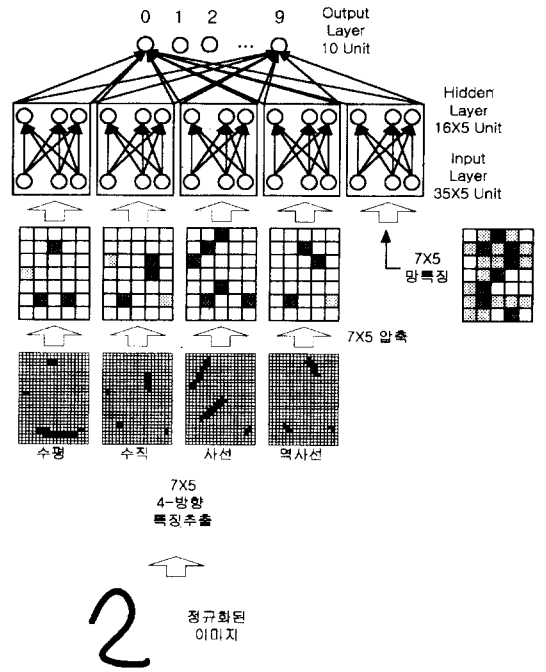 0 1 2 ... 9
Output
Layer
10 Unit
Hidden
Layer
16X5 Unit
Input
Layer
35X5 Unit
7X5
망특징
7X5 압축
수평 수직 사선 역사선
7X5
4-방향
특징추출
2
정규화된
이미지